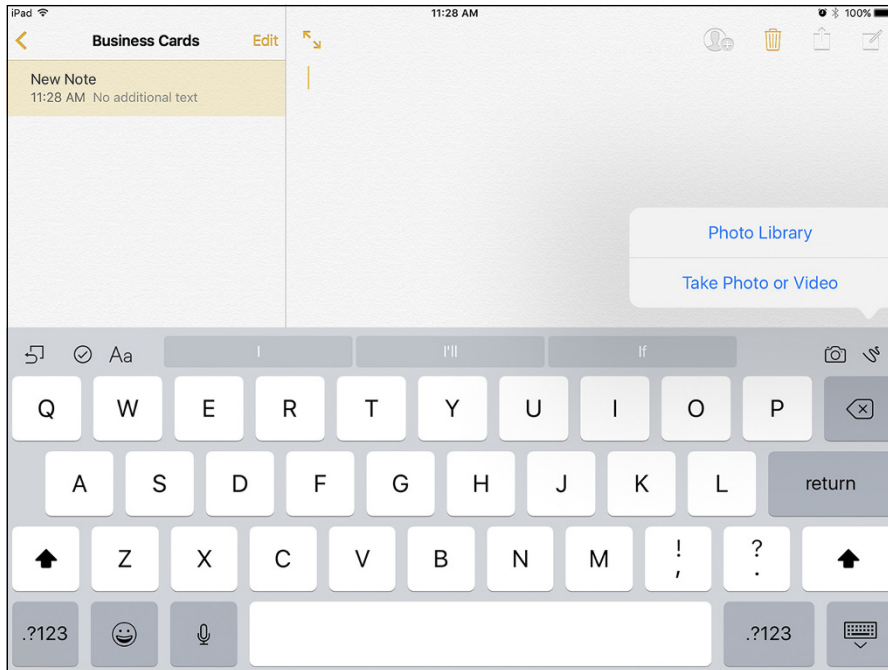 iPad
11:28 AM
100%
Business Cards
Edit
New Note
11:28 AM No additional text
Photo Library
Take Photo or Video
Aa
I
I'll
If
Q W E R T Y U I O P
A S D F G H J K L return
Z X C V B N M ! , ? .
.?123 .?123